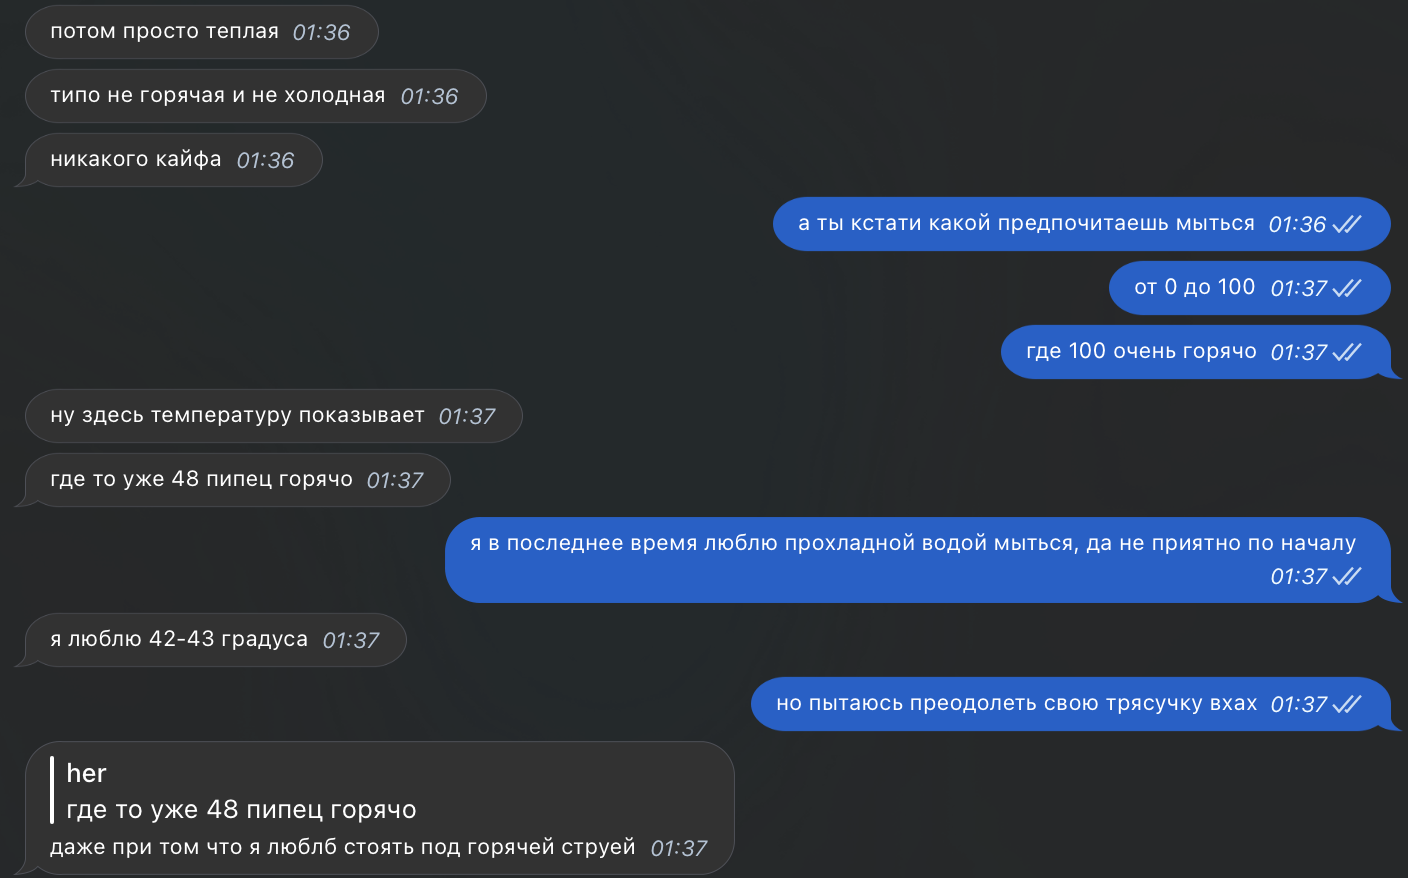 потом просто теплая 01:36
типо не горячая и не холодная 01:36
никакого кайфа 01:36
а ты кстати какой предпочитаешь мыться 01:36
от 0 до 100 01:37
где 100 очень горячо 01:37
ну здесь температуру показывает 01:37
где то уже 48 пипец горячо 01:37
я в последнее время люблю прохладной водой мыться, да не приятно по началу
01:37
я люблю 42-43 градуса 01:37
но пытаюсь преодолеть свою трясучку вхах 01:37
her
где то уже 48 пипец горячо
даже при том что я люблб стоять под горячей струей 01:37